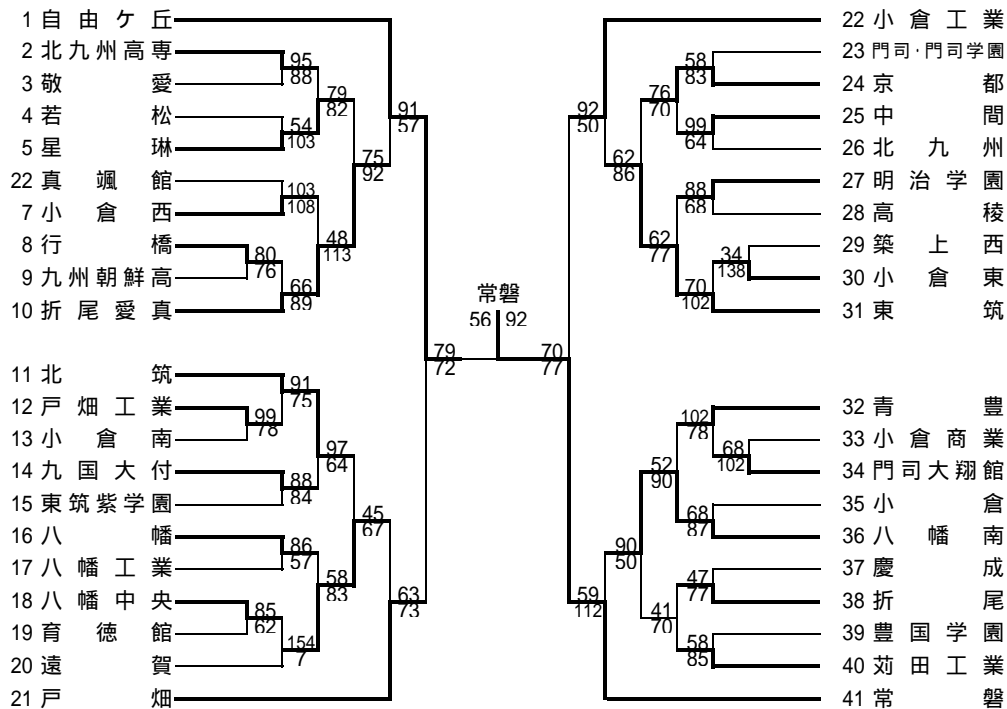 1 自由ケ丘
2 北九州高専
3 敬愛
4 若松
5 星琳
22 真颯館
7 小倉西
8 行橋
9 九州朝鮮高
10 折尾愛真
11 北筑
12 戸畑工業
13 小倉南
14 九国大付
15 東筑紫学園
16 八幡
17 八幡工業
18 八幡中央
19 育徳館
20 遠賀
21 戸畑
95
88
54
103
79
82
103
108
80
76
66
89
48
113
75
92
91
57
91
75
99
78
88
84
97
64
86
57
85
62
154
7
58
83
45
67
63
73
79
72
常磐
56 92
70
77
92
50
62
86
76
70
58
83
99
64
88
68
62
77
34
138
70
102
102
78
68
102
52
90
68
87
90
50
47
77
41
70
58
85
59
112
22 小倉工業
23 門司・門司学園
24 京都
25 中間
26 北九州
27 明治学園
28 高稜
29 築上西
30 小倉東
31 東筑
32 青豊
33 小倉商業
34 門司大翔館
35 小倉
36 八幡南
37 慶成
38 折尾
39 豊国学園
40 苅田工業
41 常磐